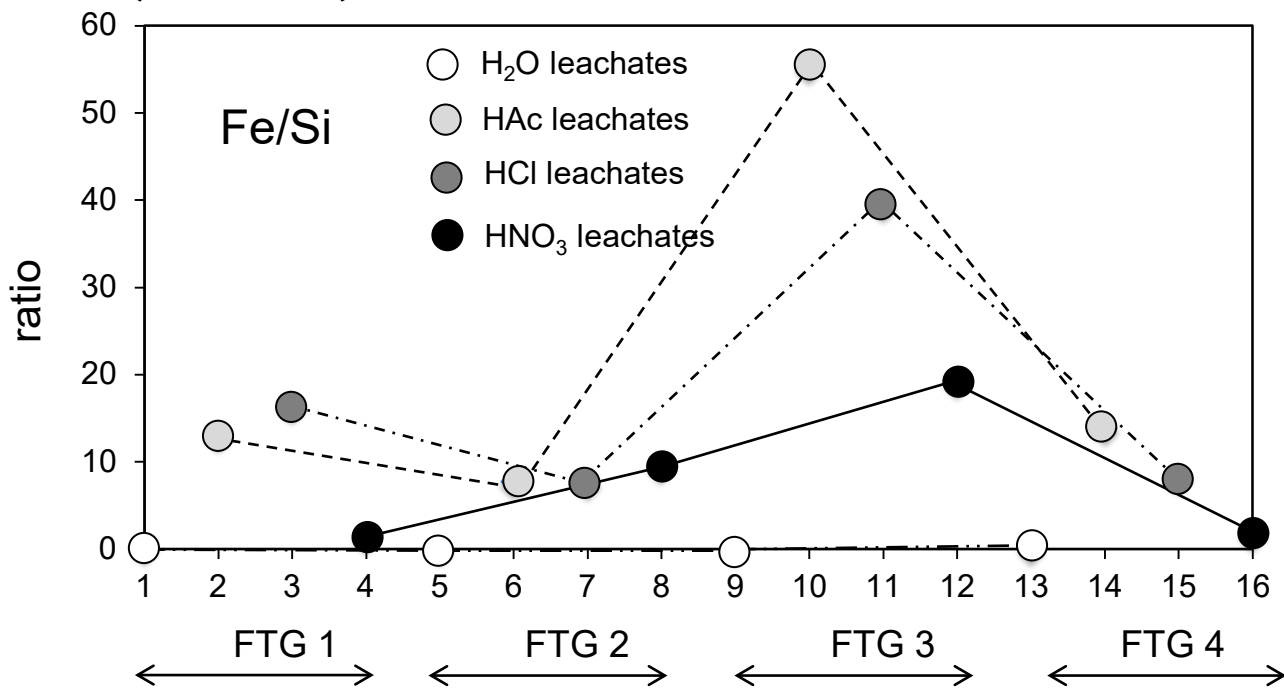 60
H₂O leachates
Fe/Si
HAc leachates
50
HCl leachates
40
HNO₃ leachates
30
ratio
20
10
0
1 2 3 4 5 6 7 8 9 10 11 12 13 14 15 16
FTG 1 FTG 2 FTG 3 FTG 4